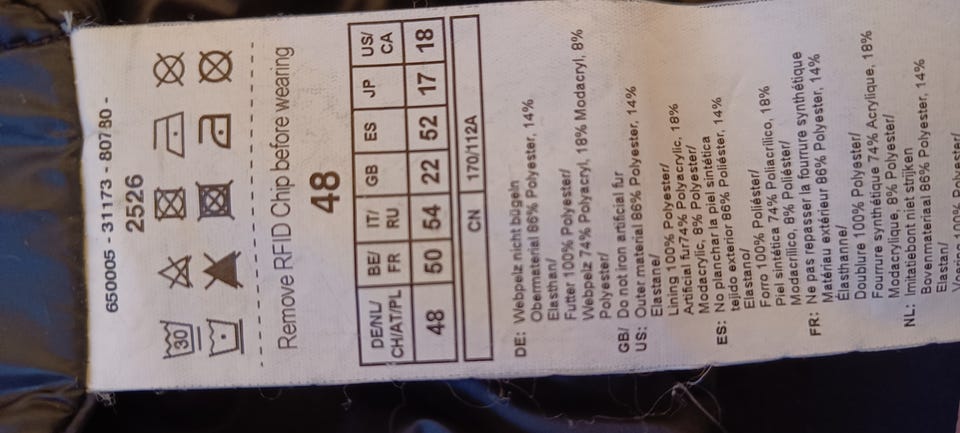 650005 - 31173 - 80780 -
2526
30
Remove RFID Chip before wearing
48
DE/NL/ CH/AT/PL BE/ FR IT/ RU GB ES JP US/ CA
48 50 54 22 52 17 18
CN 170/112A
DE: Webpelz nicht bügeln
Obermaterial 86% Polyester, 14%
Elasthan/
Futter 100% Polyester/
Webpelz 74% Polyacryl, 18% Modacryl, 8%
Polyester/
GB/ Do not iron artificial fur
US: Outer material 86% Polyester, 14%
Elastane/
Lining 100% Polyester/
Artificial fur74% Polyacrylic, 18%
Modacrylic, 8% Polyester/
ES: No planchar la piel sintética
tejido exterior 86% Poliéster, 14%
Elastano/
Forro 100% Poliéster/
Piel sintética 74% Poliacrílico, 18%
Modacrílico, 8% Poliéster/
FR: Ne pas repasser la fourrure synthétique
Matériau extérieur 86% Polyester, 14%
Élasthanne/
Doublure 100% Polyester/
Fourrure synthétique 74% Acrylique, 18%
Modacrylique, 8% Polyester/
NL: Imitatiebont niet strijken
Bovenmateriaal 86% Polyester, 14%
Elastan/
Voering 100% Polyester/